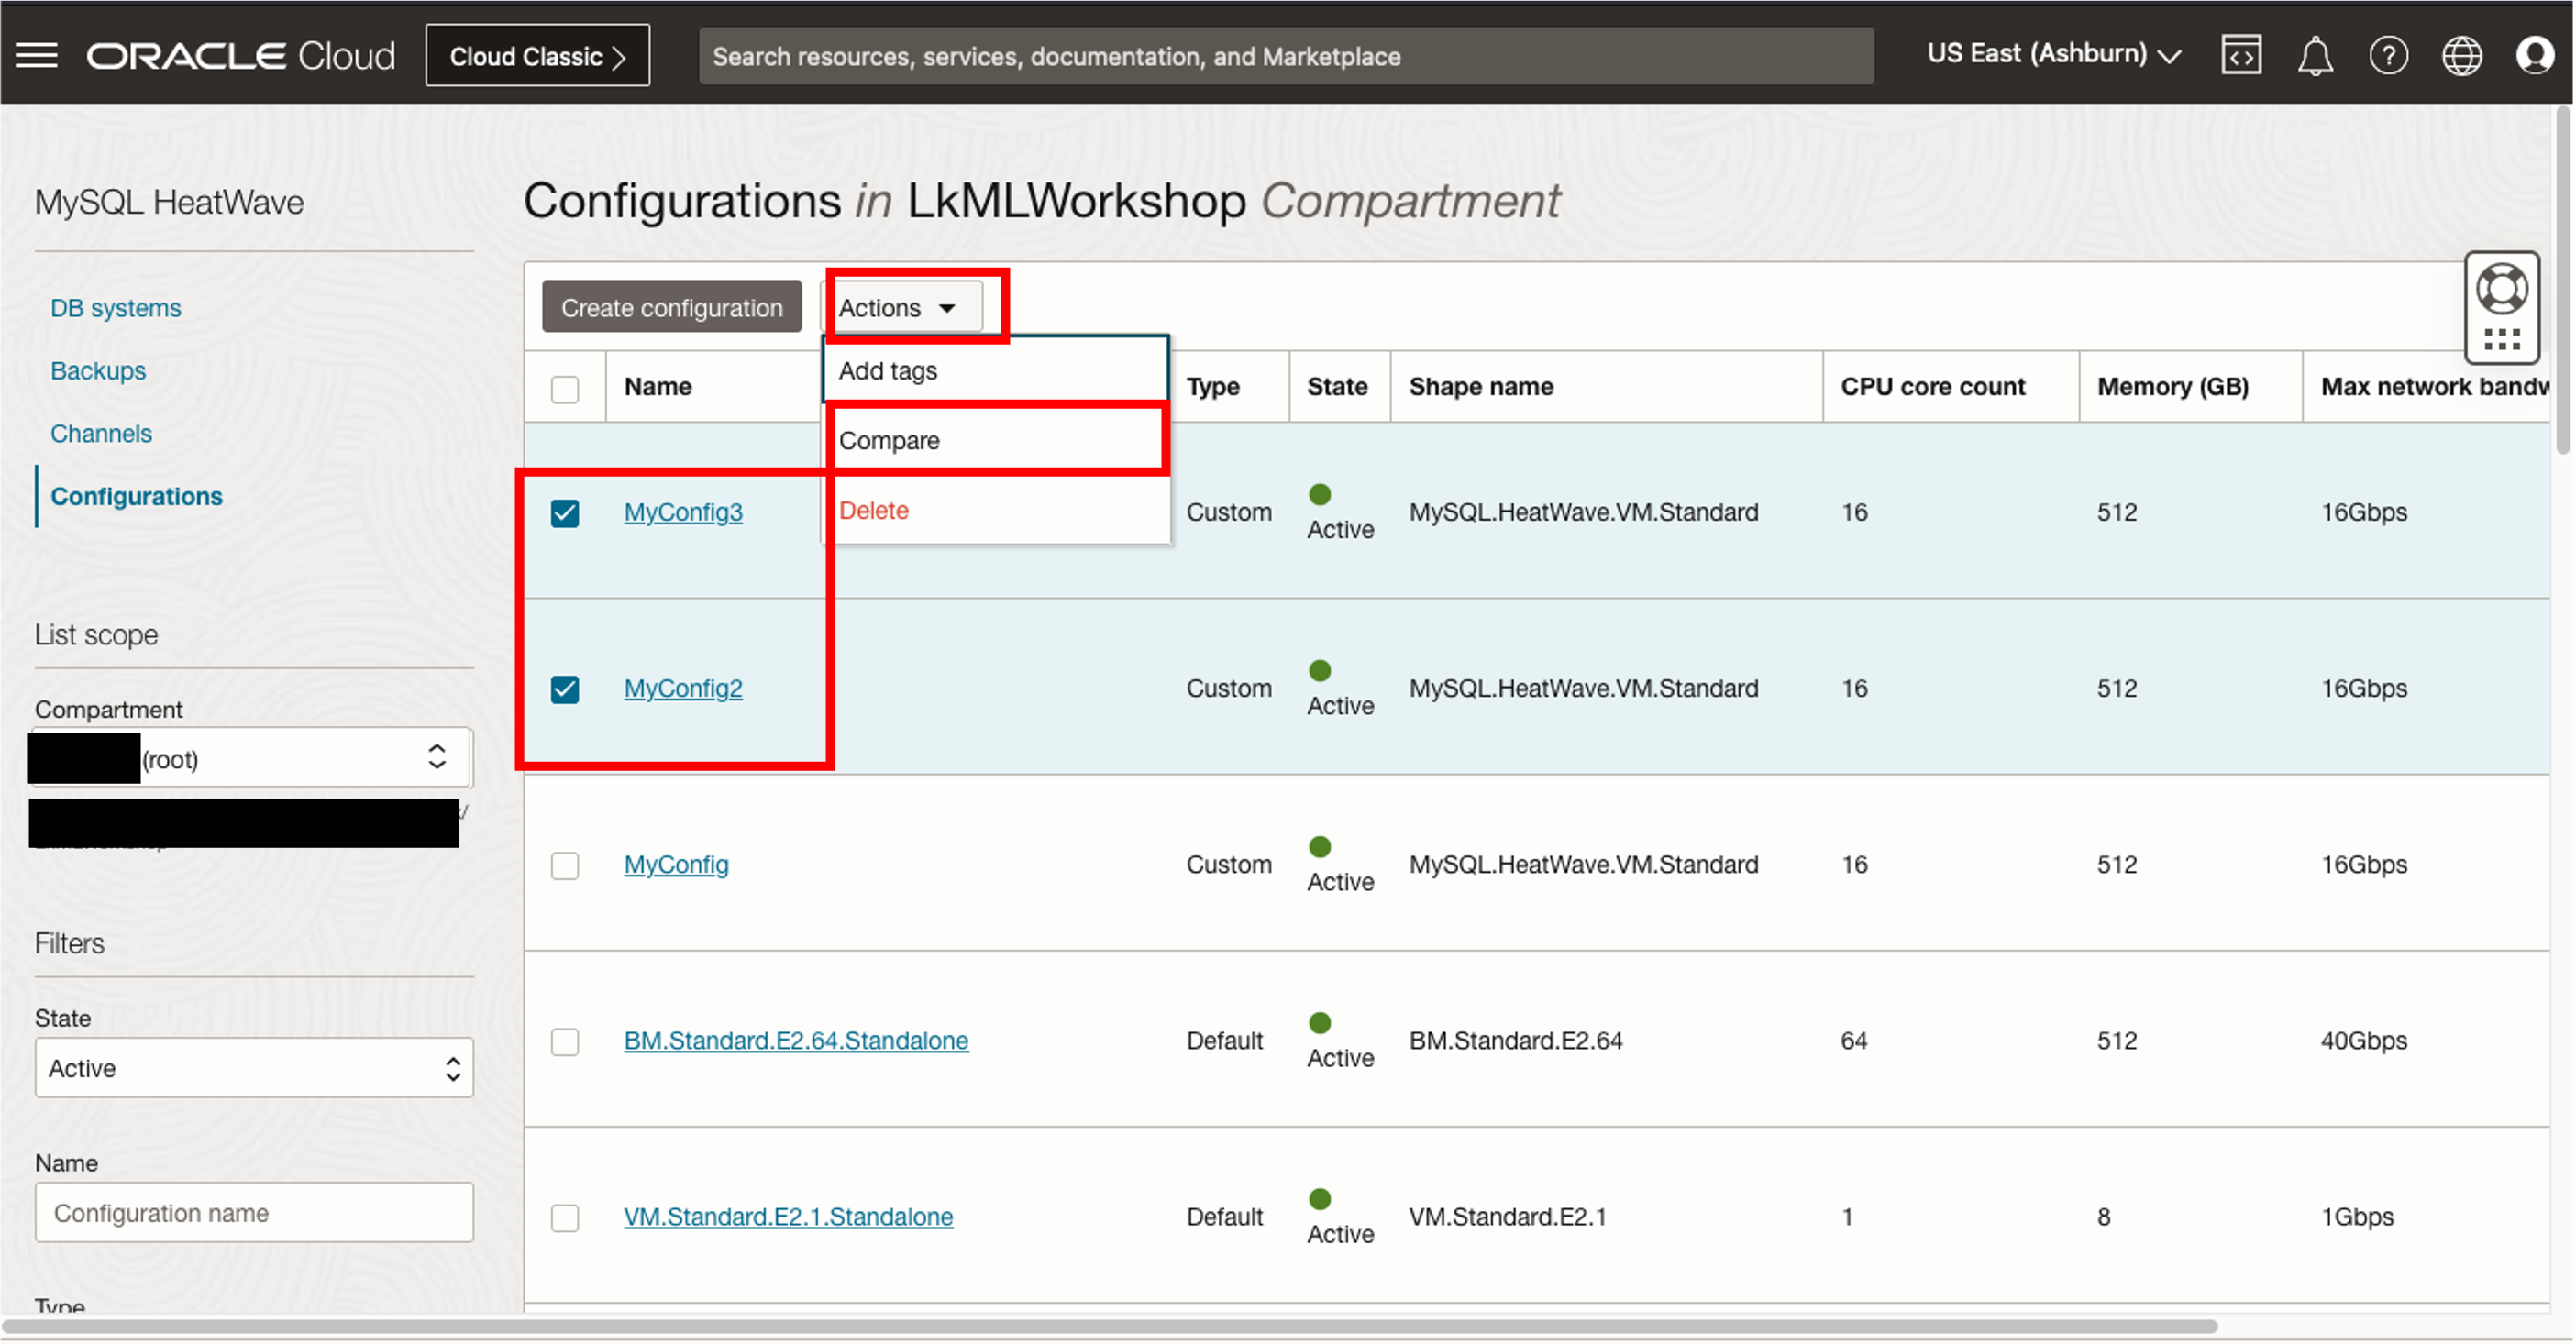 ORACLE Cloud
Cloud Classic
Search resources, services, documentation, and Marketplace
US East (Ashburn)
MySQL HeatWave
DB systems
Backups
Channels
Configurations
List scope
Compartment
(root)
Filters
State
Active
Name
Configuration name
Type
Configurations in LkMLWorkshop Compartment
Create configuration
Actions
Add tags
Compare
Delete
Name Type State Shape name CPU core count Memory (GB) Max network bandw
MyConfig3 Custom Active MySQL.HeatWave.VM.Standard 16 512 16Gbps
MyConfig2 Custom Active MySQL.HeatWave.VM.Standard 16 512 16Gbps
MyConfig Custom Active MySQL.HeatWave.VM.Standard 16 512 16Gbps
BM.Standard.E2.64.Standalone Default Active BM.Standard.E2.64 64 512 40Gbps
VM.Standard.E2.1.Standalone Default Active VM.Standard.E2.1 1 8 1Gbps